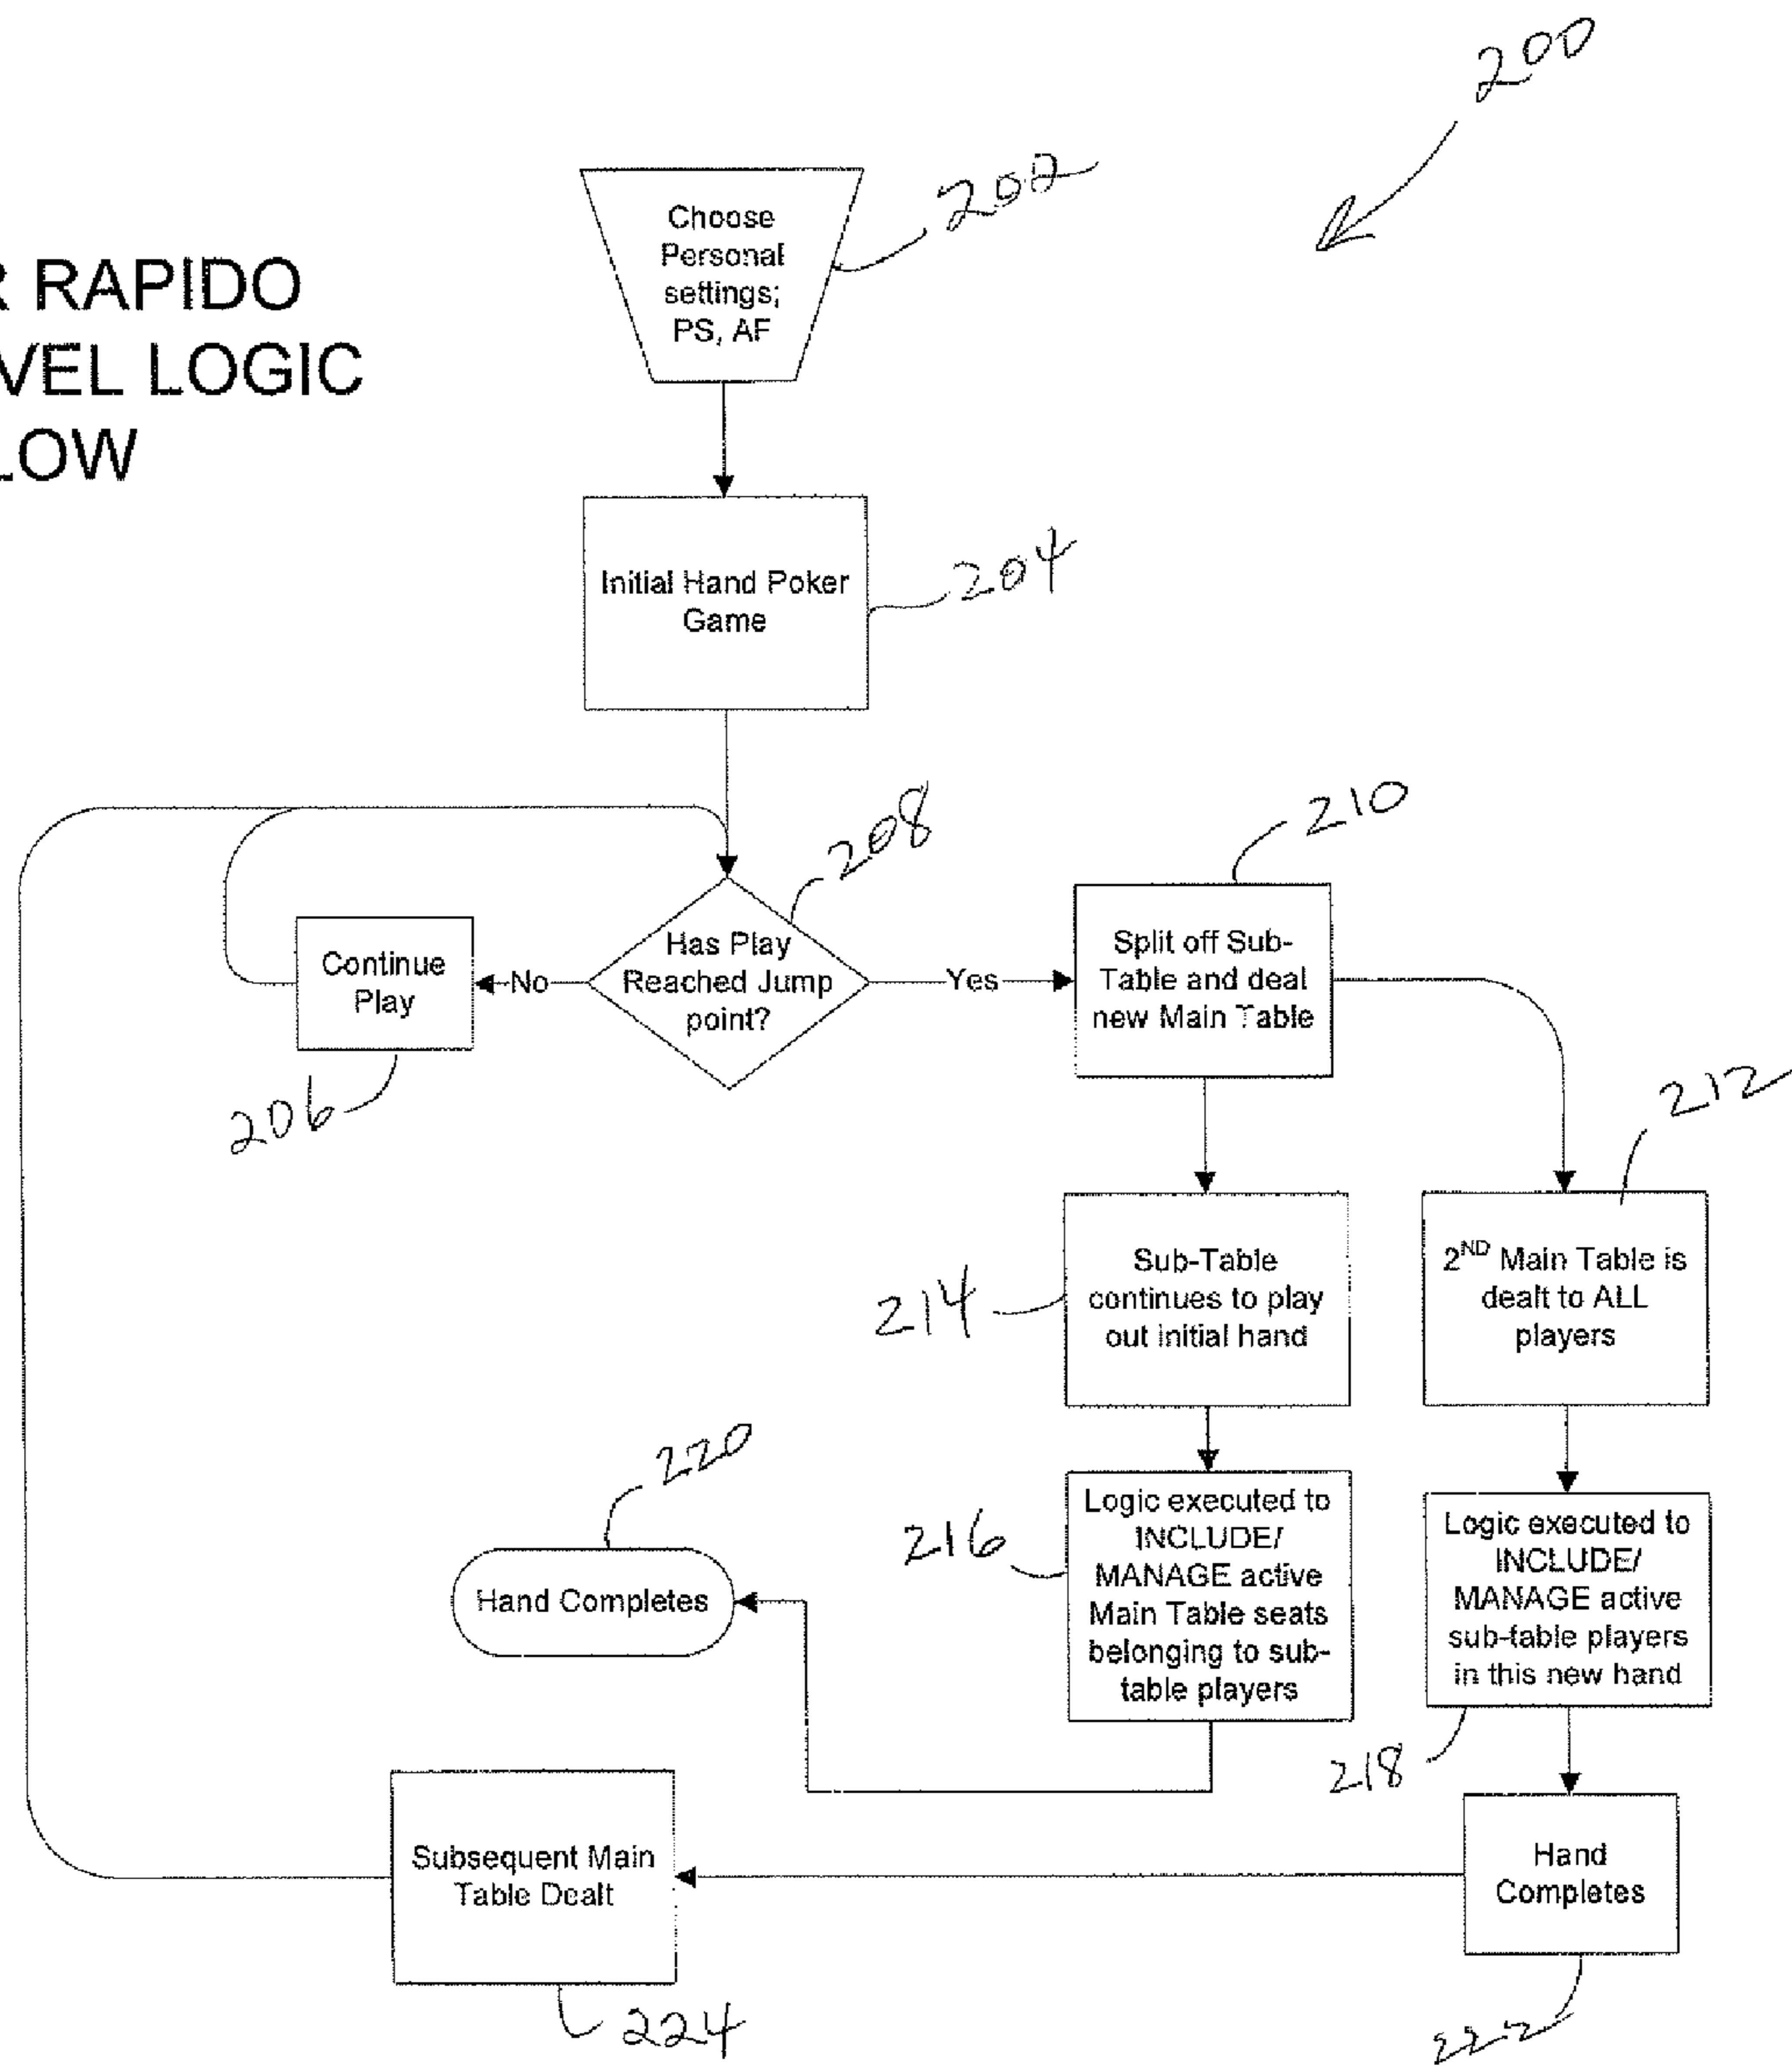 200
202
Choose
Personal
settings;
PS, AF
R RAPIDO
VEL LOGIC
LOW
Initial Hand Poker
Game
204
208
210
Continue
Play
No
Has Play
Reached Jump
point?
Yes
Split off Sub-
Table and deal
new Main Table
206
212
214
Sub-Table
continues to play
out initial hand
2ND Main Table is
dealt to ALL
players
220
216
Logic executed to
INCLUDE/
MANAGE active
Main Table seats
belonging to sub-
table players
Logic executed to
INCLUDE/
MANAGE active
sub-table players
in this new hand
Hand Completes
218
Subsequent Main
Table Dealt
Hand
Completes
224
222